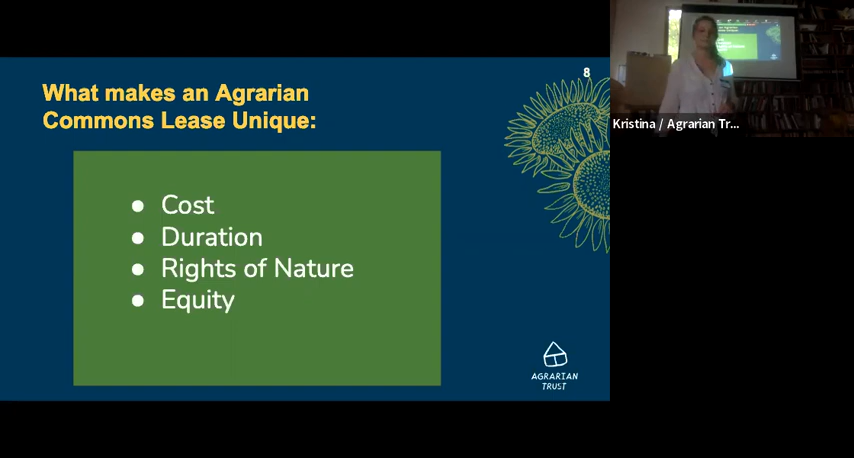 8
What makes an Agrarian
Commons Lease Unique:
● Cost
● Duration
● Rights of Nature
● Equity
AGRARIAN
TRUST
Kristina / Agrarian Tr...